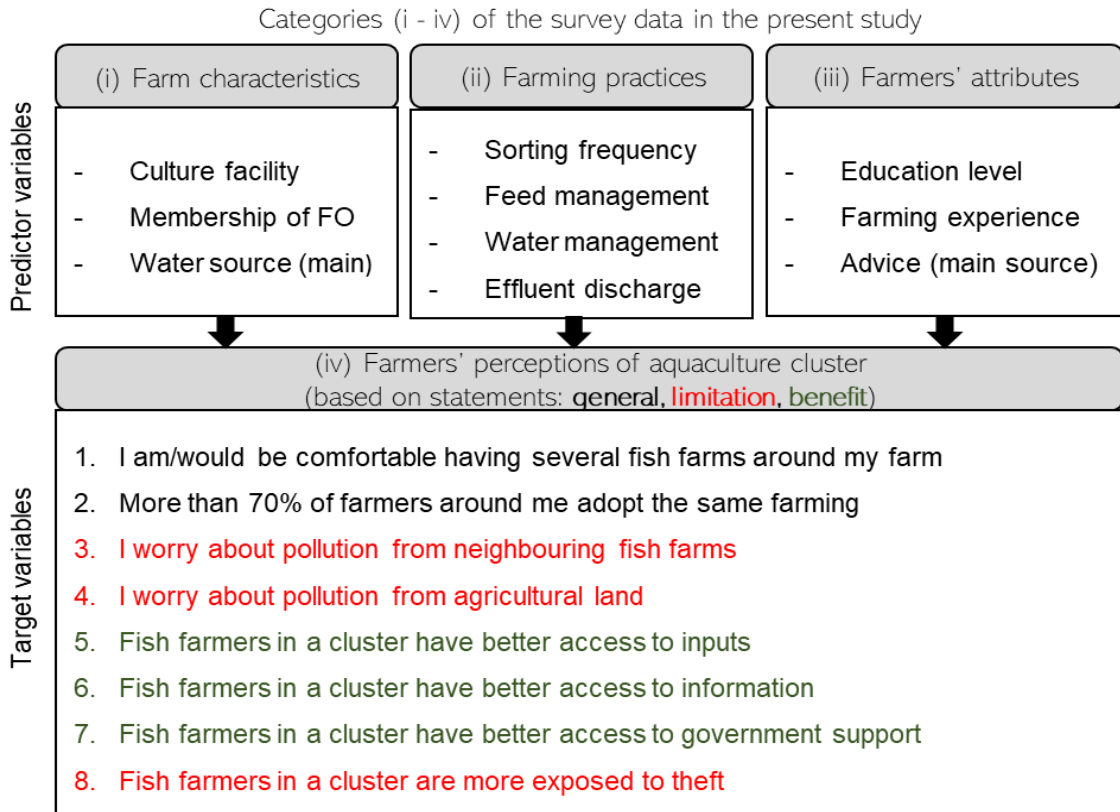 Categories (i - iv) of the survey data in the present study
Predictor variables
(i) Farm characteristics
- Culture facility
- Membership of FO
- Water source (main)
(ii) Farming practices
- Sorting frequency
- Feed management
- Water management
- Effluent discharge
(iii) Farmers' attributes
- Education level
- Farming experience
- Advice (main source)
(iv) Farmers' perceptions of aquaculture cluster
(based on statements: general, limitation, benefit)
Target variables
1. I am/would be comfortable having several fish farms around my farm
2. More than 70% of farmers around me adopt the same farming
3. I worry about pollution from neighbouring fish farms
4. I worry about pollution from agricultural land
5. Fish farmers in a cluster have better access to inputs
6. Fish farmers in a cluster have better access to information
7. Fish farmers in a cluster have better access to government support
8. Fish farmers in a cluster are more exposed to theft